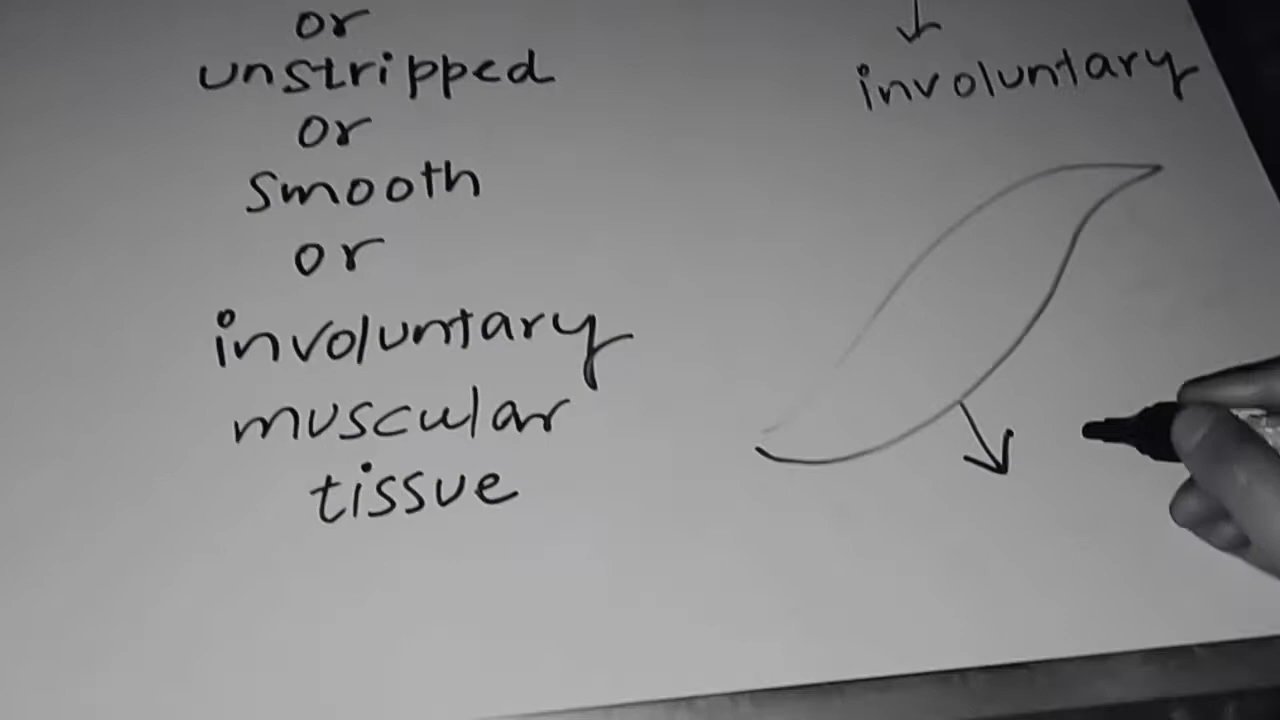 or
unstripped
or
smooth
or
involuntary
muscular
tissue
involuntary